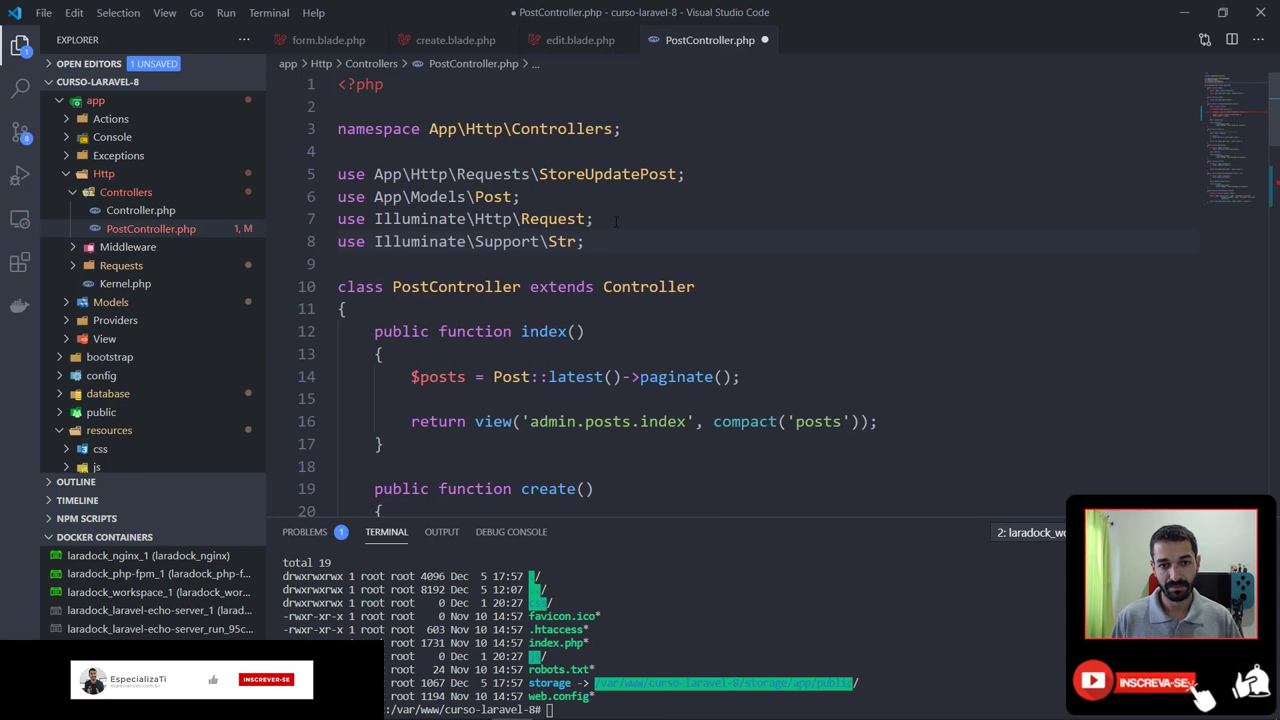 File Edit Selection View Go Run Terminal Help
● PostController.php - curso-laravel-8 - Visual Studio Code
EXPLORER
form.blade.php
create.blade.php
edit.blade.php
PostController.php
OPEN EDITORS 1 UNSAVED
app > Http > Controllers > PostController.php > ...
CURSO-LARAVEL-8
app
Actions
Console
Exceptions
Http
Controllers
Controller.php
PostController.php 1, M
Middleware
Requests
Kernel.php
Models
Providers
View
bootstrap
config
database
public
resources
css
js
OUTLINE
TIMELINE
NPM SCRIPTS
DOCKER CONTAINERS
laradock_nginx_1 (laradock_nginx)
laradock_php-fpm_1 (laradock_php-f...
laradock_workspace_1 (laradock_wor...
laradock_laravel-echo-server_1 (larad...
laradock_laravel-echo-server_run_95c...
1 <?php
2
3 namespace App\Http\Controllers;
4
5 use App\Http\Requests\StoreUpdatePost;
6 use App\Models\Post;
7 use Illuminate\Http\Request;
8 use Illuminate\Support\Str;
9
10 class PostController extends Controller
11 {
12 public function index()
13 {
14 $posts = Post::latest()->paginate();
15
16 return view('admin.posts.index', compact('posts'));
17 }
18
19 public function create()
20 {
PROBLEMS 1 TERMINAL OUTPUT DEBUG CONSOLE
2: laradock_wo
total 19
drwxrwxrwx 1 root root 4096 Dec 5 17:57 ./
drwxrwxrwx 1 root root 8192 Dec 5 12:07 ../
drwxrwxrwx 1 root root 0 Dec 1 20:27 css/
-rwxr-xr-x 1 root root 0 Nov 10 14:57 favicon.ico*
-rwxr-xr-x 1 root root 603 Nov 10 14:57 .htaccess*
root 1731 Nov 10 14:57 index.php*
root 0 Dec 1 20:27 js/
root 24 Nov 10 14:57 robots.txt*
root 1067 Dec 5 17:57 storage -> /var/www/curso-laravel-8/storage/app/public/
root 1194 Nov 10 14:57 web.config*
:/var/www/curso-laravel-8#
EspecializaTi
especializati.com.br
INSCREVER-SE
INSCREVA-SE